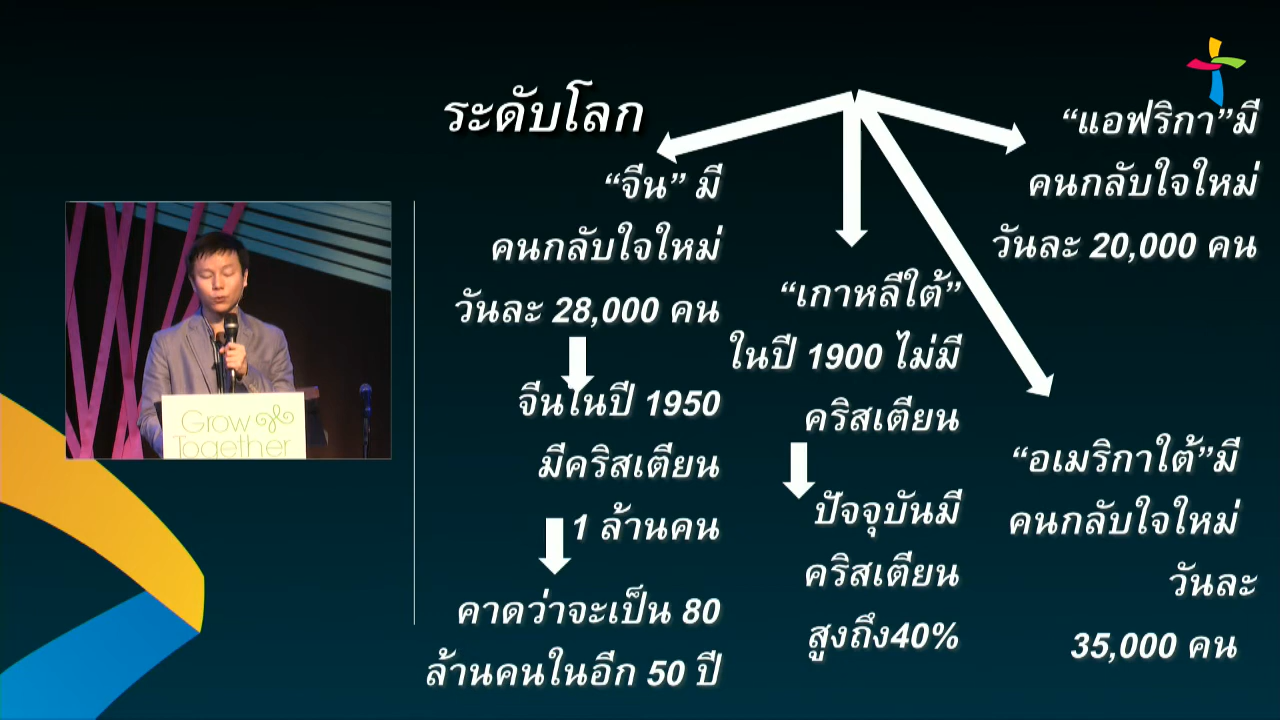 ระดับโลก
“จีน” มี
คนกลับใจใหม่
วันละ 28,000 คน
จีนในปี 1950
มีคริสเตียน
1 ล้านคน
คาดว่าจะเป็น 80
ล้านคนในอีก 50 ปี
“เกาหลีใต้”
ในปี 1900 ไม่มี
คริสเตียน
ปัจจุบันมี
คริสเตียน
สูงถึง40%
“แอฟริกา”มี
คนกลับใจใหม่
วันละ 20,000 คน
“อเมริกาใต้”มี
คนกลับใจใหม่
วันละ
35,000 คน
Grow
Together